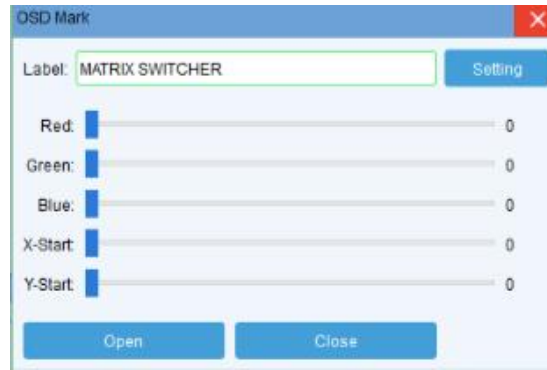 OSD Mark
Label: MATRIX SWITCHER Setting
Red: 0
Green: 0
Blue: 0
X-Start: 0
Y-Start: 0
Open Close